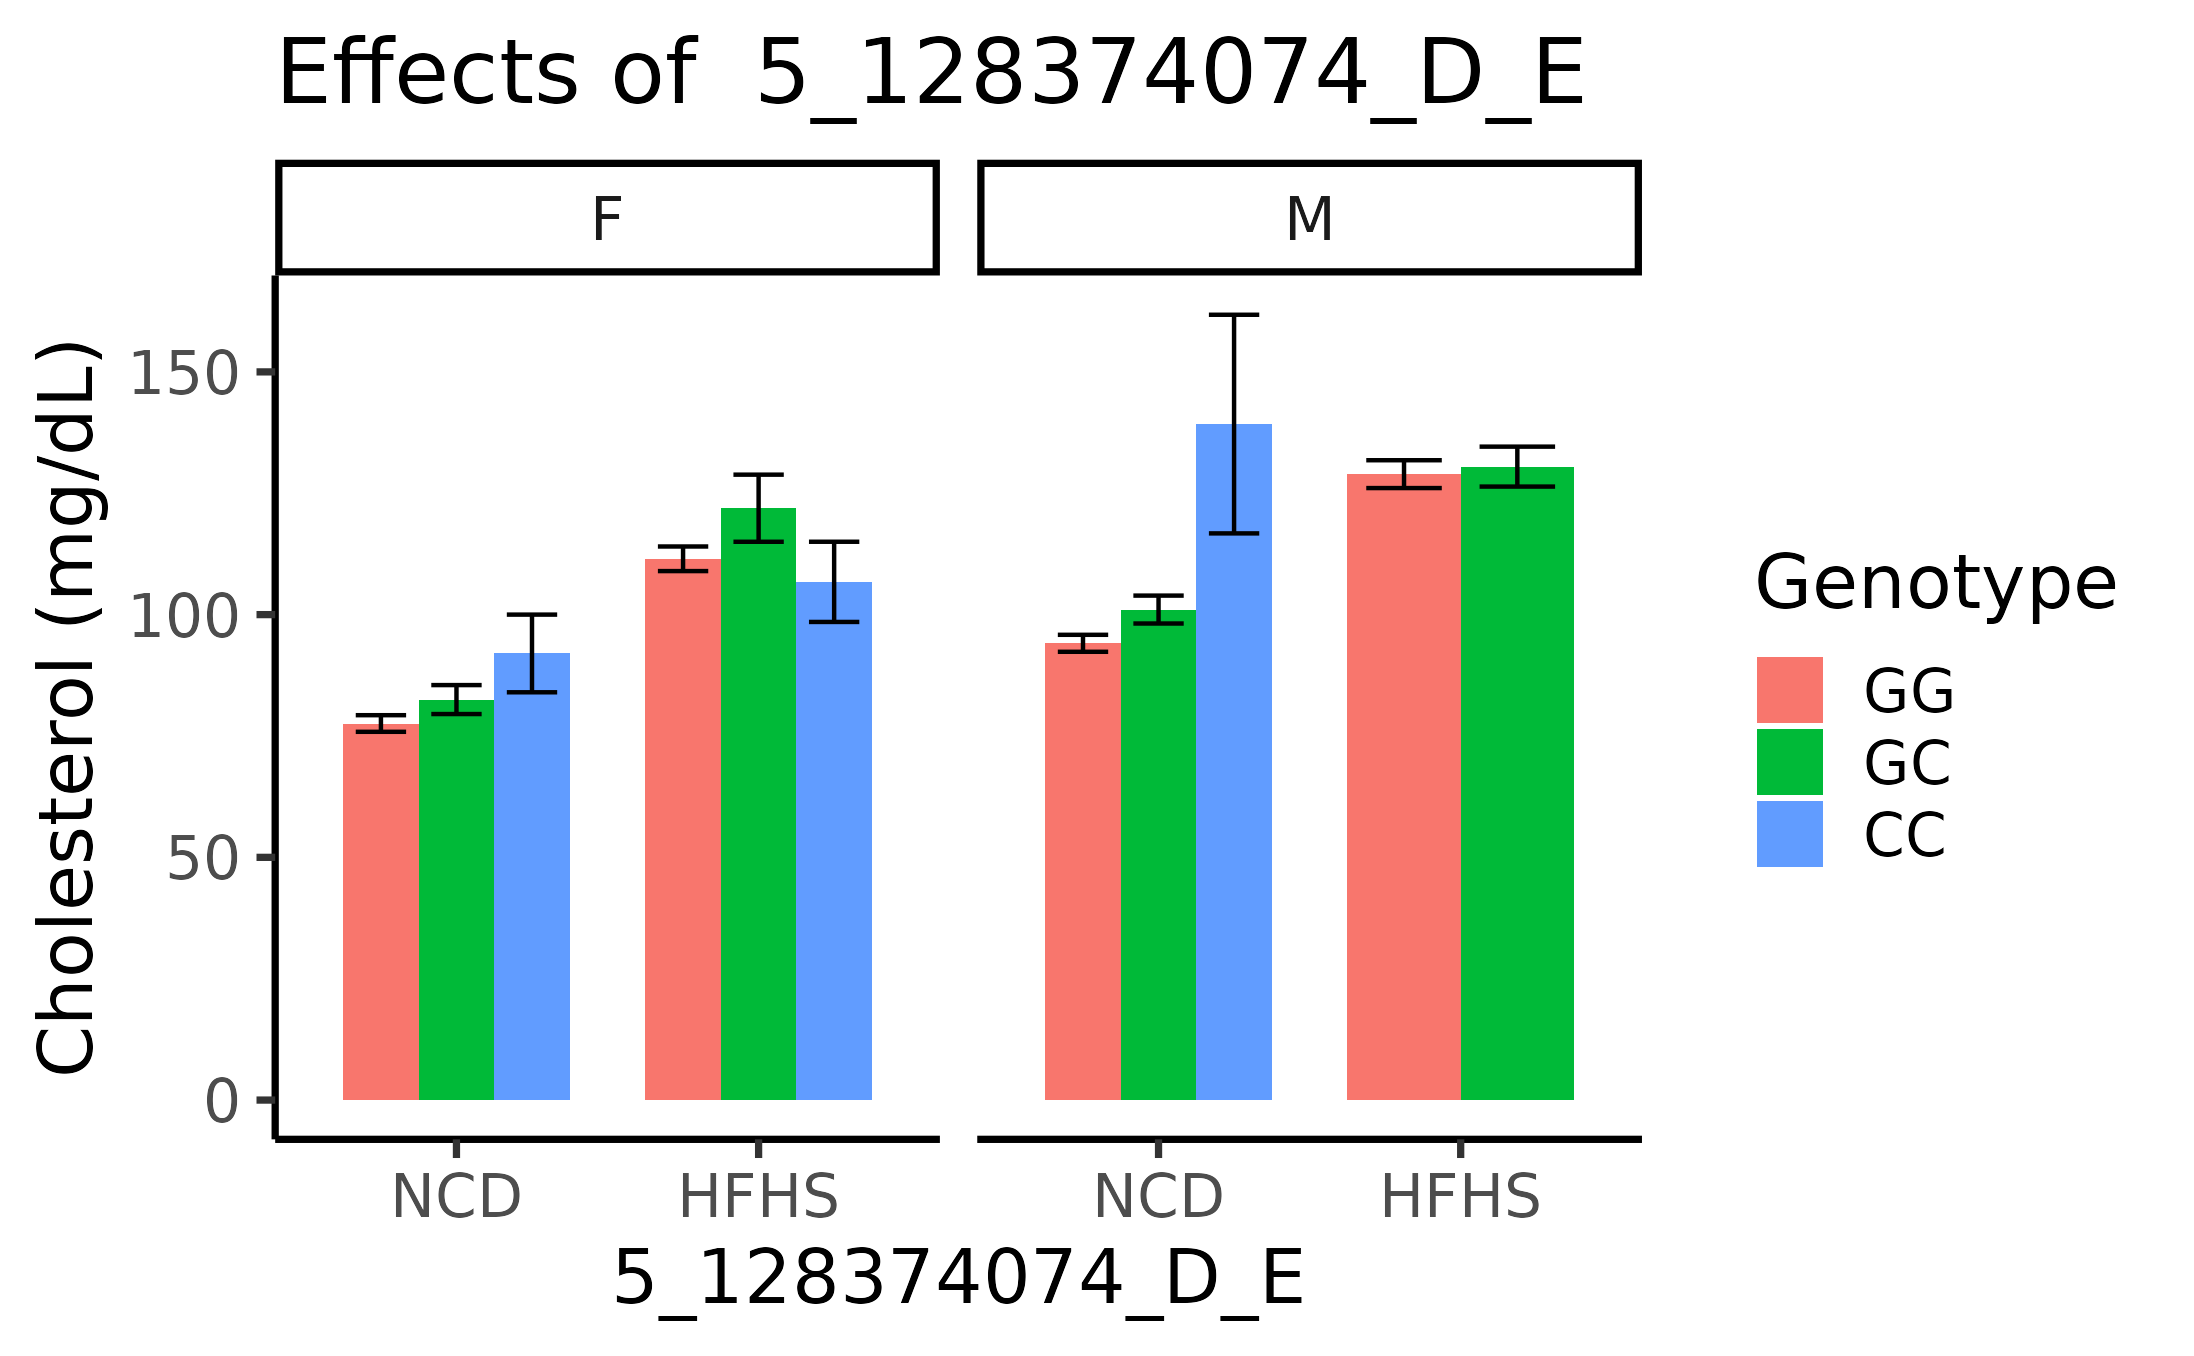 Effects of  5_128374074_D_E
F
M
Cholesterol (mg/dL)
150
100
50
0
NCD
HFHS
NCD
HFHS
5_128374074_D_E
Genotype
GG
GC
CC